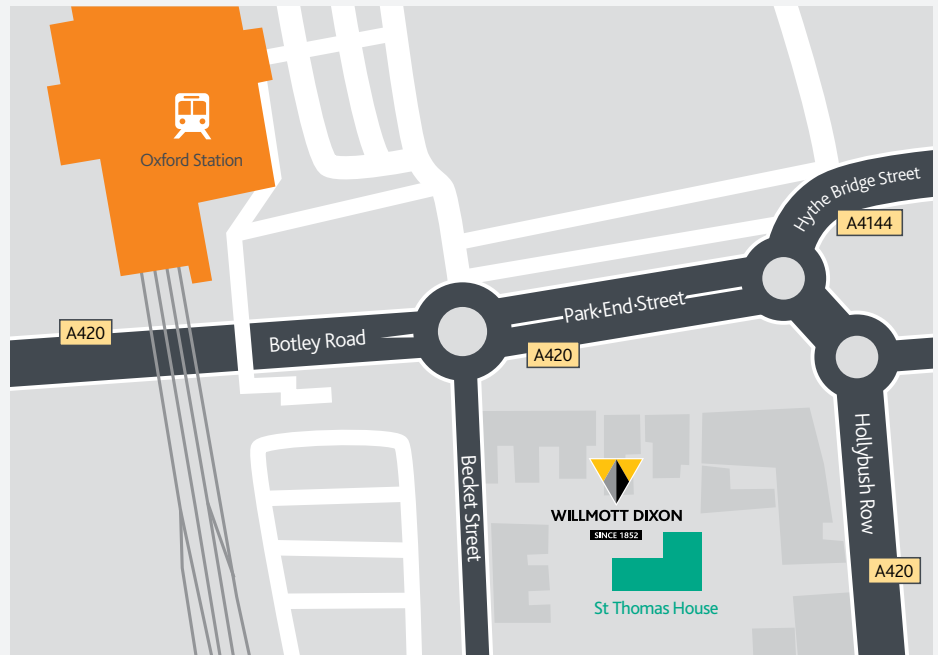 Oxford Station
Hythe Bridge Street
A4144
Park·End·Street
A420
Botley Road
A420
Becket Street
Hollybush Row
WILLMOTT DIXON
SINCE 1852
A420
St Thomas House